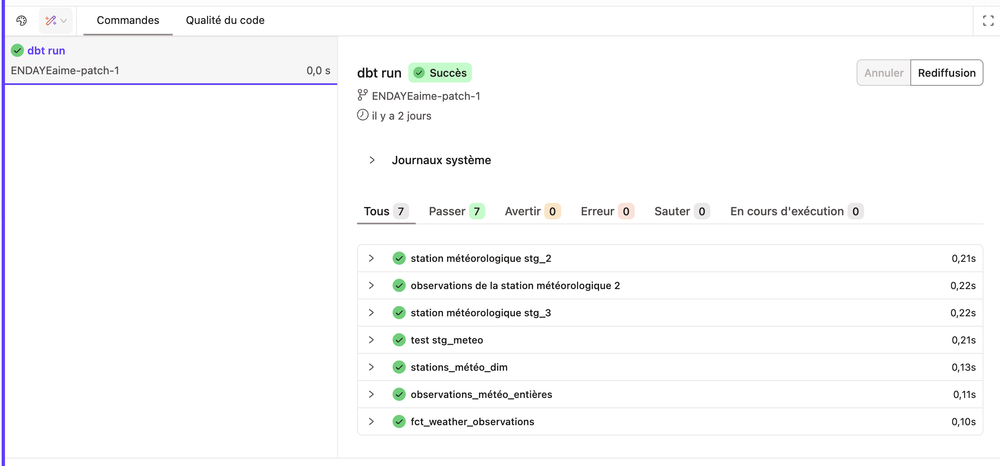 Commandes Qualité du code
dbt run
ENDAYEaime-patch-1 0,0 s
dbt run Succès
Annuler Rediffusion
ENDAYEaime-patch-1
il y a 2 jours
Journaux système
Tous 7 Passer 7 Avertir 0 Erreur 0 Sauter 0 En cours d'exécution 0
station météorologique stg_2 0,21s
observations de la station météorologique 2 0,22s
station météorologique stg_3 0,22s
test stg_meteo 0,21s
stations_météo_dim 0,13s
observations_météo_entières 0,11s
fct_weather_observations 0,10s